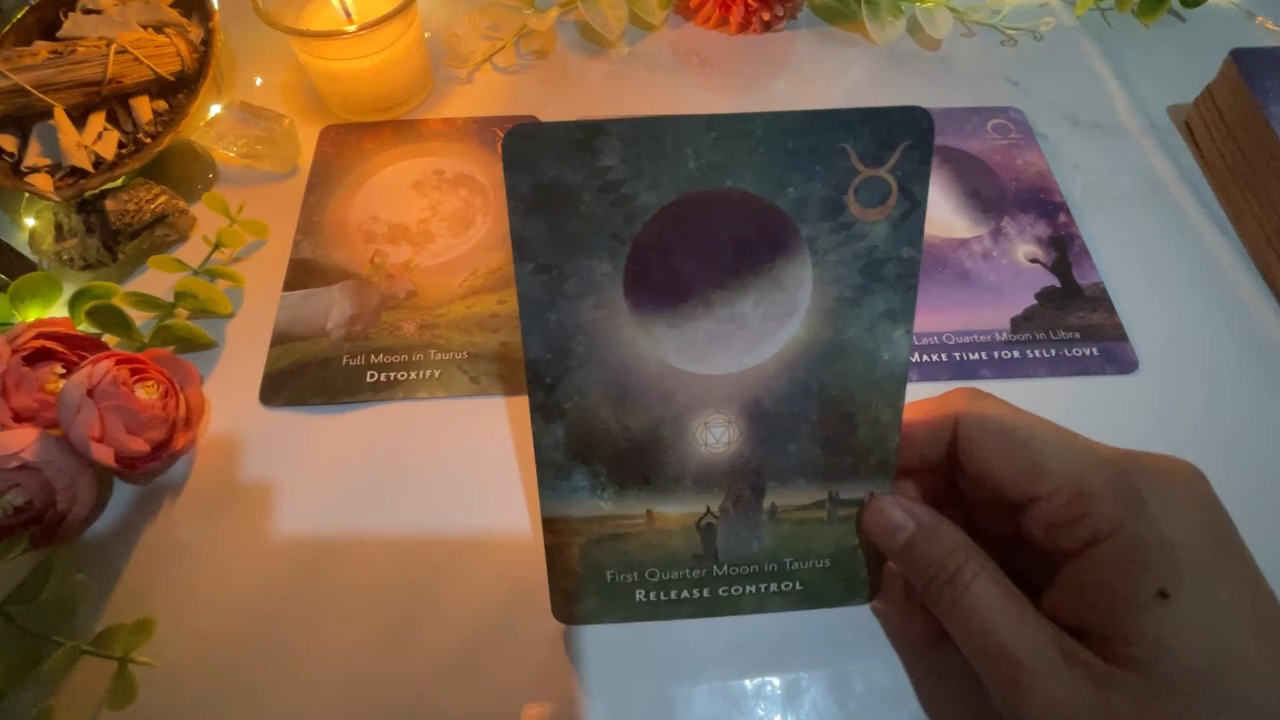 Full Moon in Taurus
DETOXIFY
First Quarter Moon in Taurus
RELEASE CONTROL
Last Quarter Moon in Libra
MAKE TIME FOR SELF-LOVE